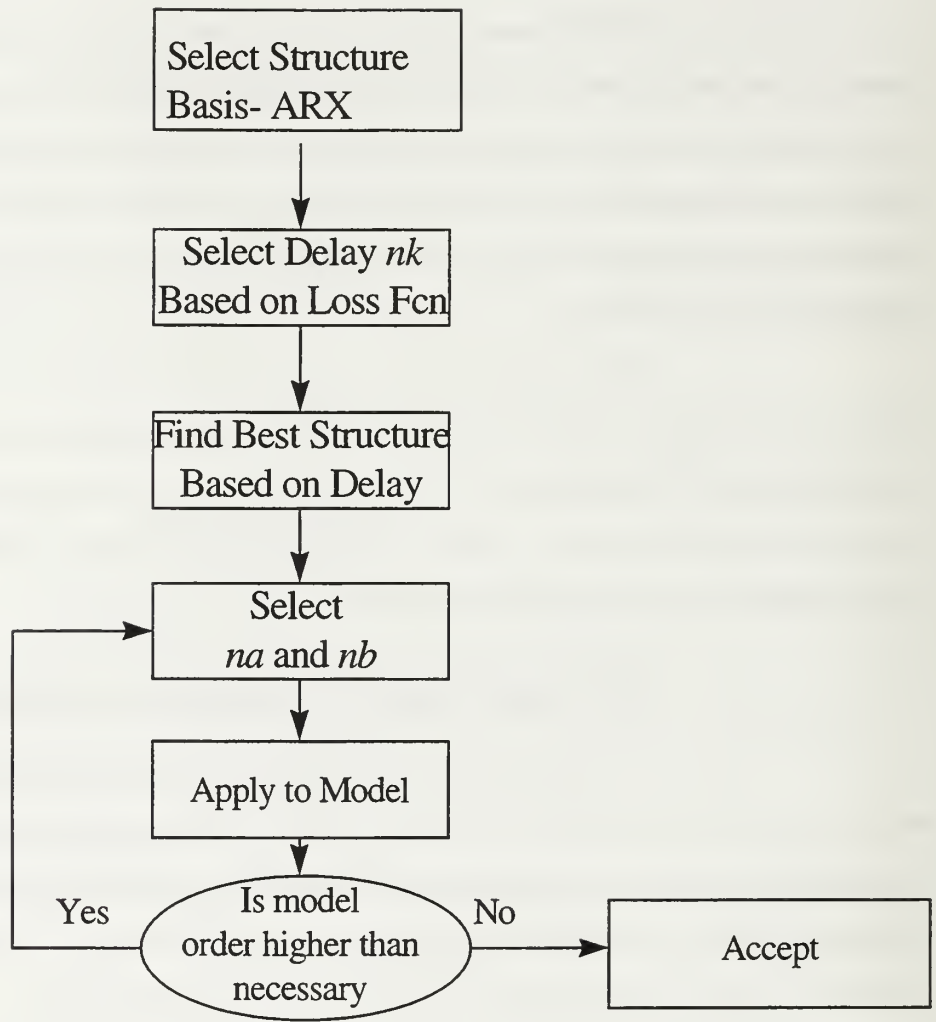 Select Structure
Basis- ARX
Select Delay nk
Based on Loss Fcn
Find Best Structure
Based on Delay
Select
na and nb
Apply to Model
Is model
order higher than
necessary
Yes
No
Accept